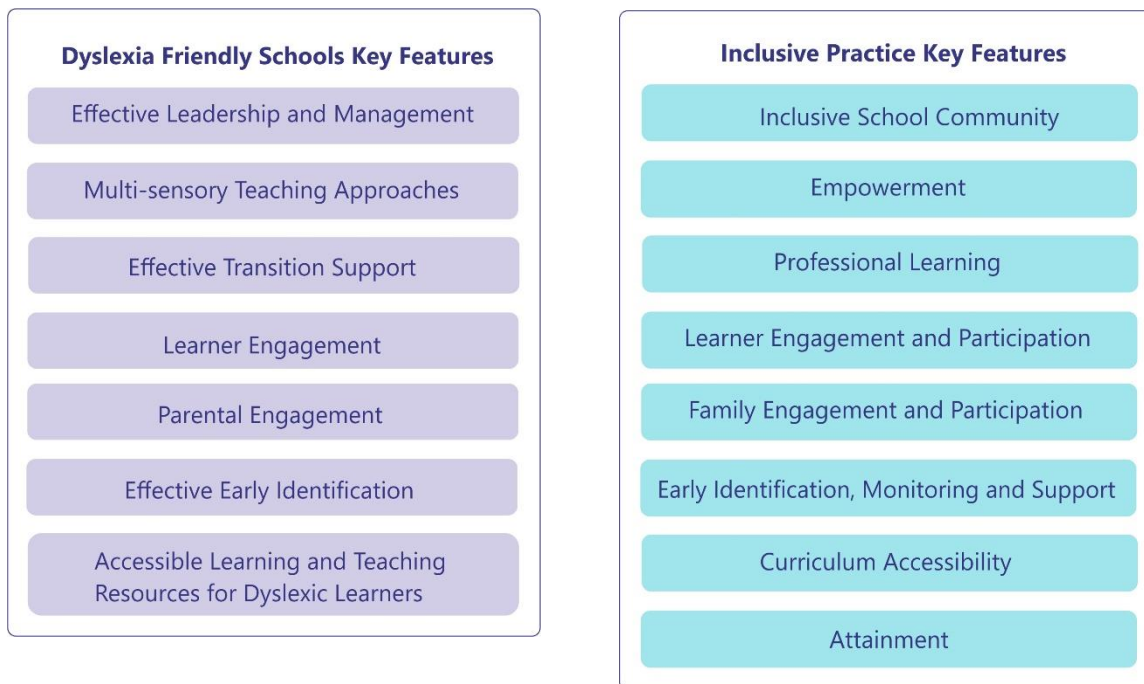 Dyslexia Friendly Schools Key Features
Effective Leadership and Management
Multi-sensory Teaching Approaches
Effective Transition Support
Learner Engagement
Parental Engagement
Effective Early Identification
Accessible Learning and Teaching
Resources for Dyslexic Learners
Inclusive Practice Key Features
Inclusive School Community
Empowerment
Professional Learning
Learner Engagement and Participation
Family Engagement and Participation
Early Identification, Monitoring and Support
Curriculum Accessibility
Attainment